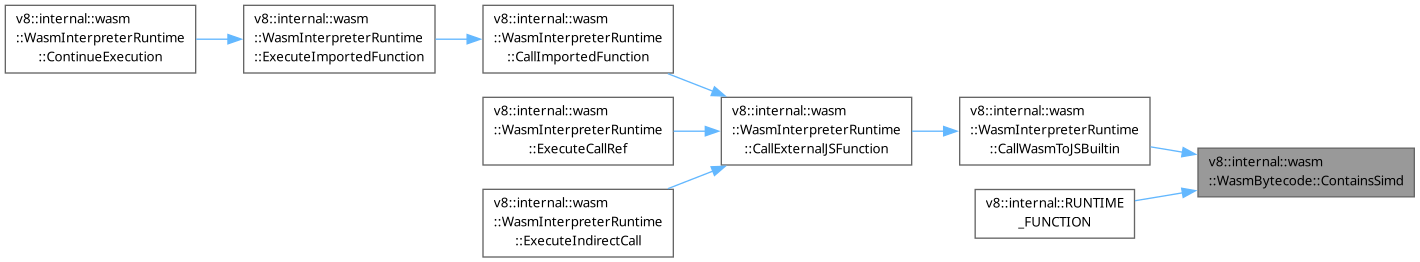 v8::internal::wasm
::WasmInterpreterRuntime
::ContinueExecution
v8::internal::wasm
::WasmInterpreterRuntime
::ExecuteImportedFunction
v8::internal::wasm
::WasmInterpreterRuntime
::CallImportedFunction
v8::internal::wasm
::WasmInterpreterRuntime
::ExecuteCallRef
v8::internal::wasm
::WasmInterpreterRuntime
::CallExternalJSFunction
v8::internal::wasm
::WasmInterpreterRuntime
::CallWasmToJSBuiltin
v8::internal::wasm
::WasmBytecode::ContainsSimd
v8::internal::wasm
::WasmInterpreterRuntime
::ExecuteIndirectCall
v8::internal::RUNTIME
_FUNCTION